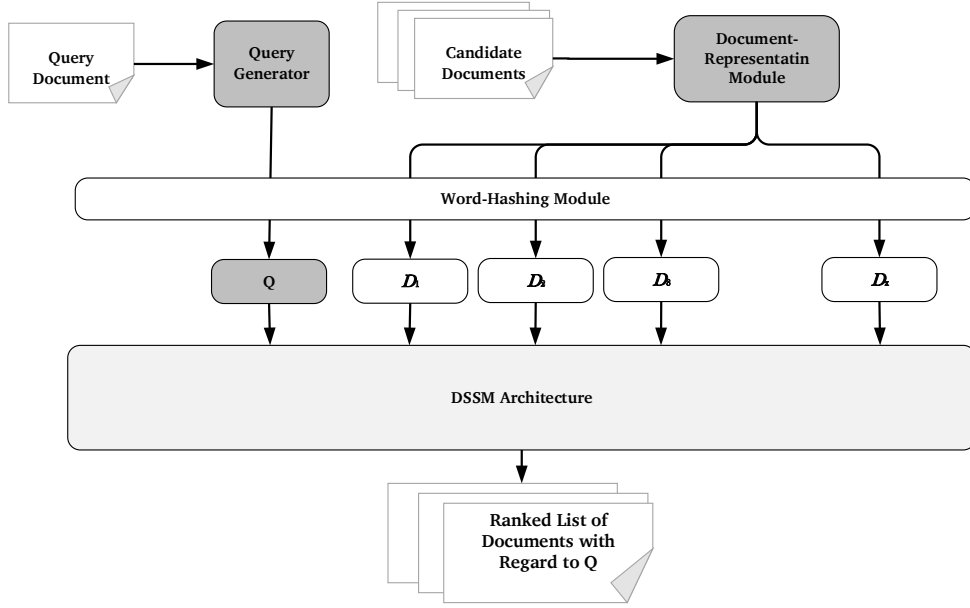 Query
Document
Query
Generator
Candidate
Documents
Document-
Representatin
Module
Word-Hashing Module
Q
D₁
D₂
D₃
Dₓ
DSSM Architecture
Ranked List of
Documents with
Regard to Q